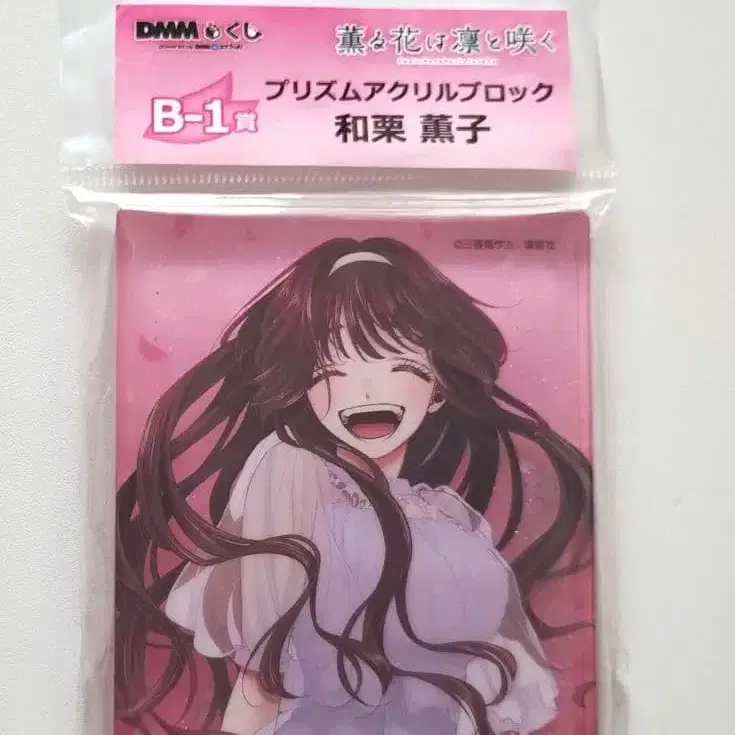 DMMくじ
薫る花は凛と咲く
B-1賞
プリズムアクリルブロック
和栗 薫子
©三香見サカ 講談社